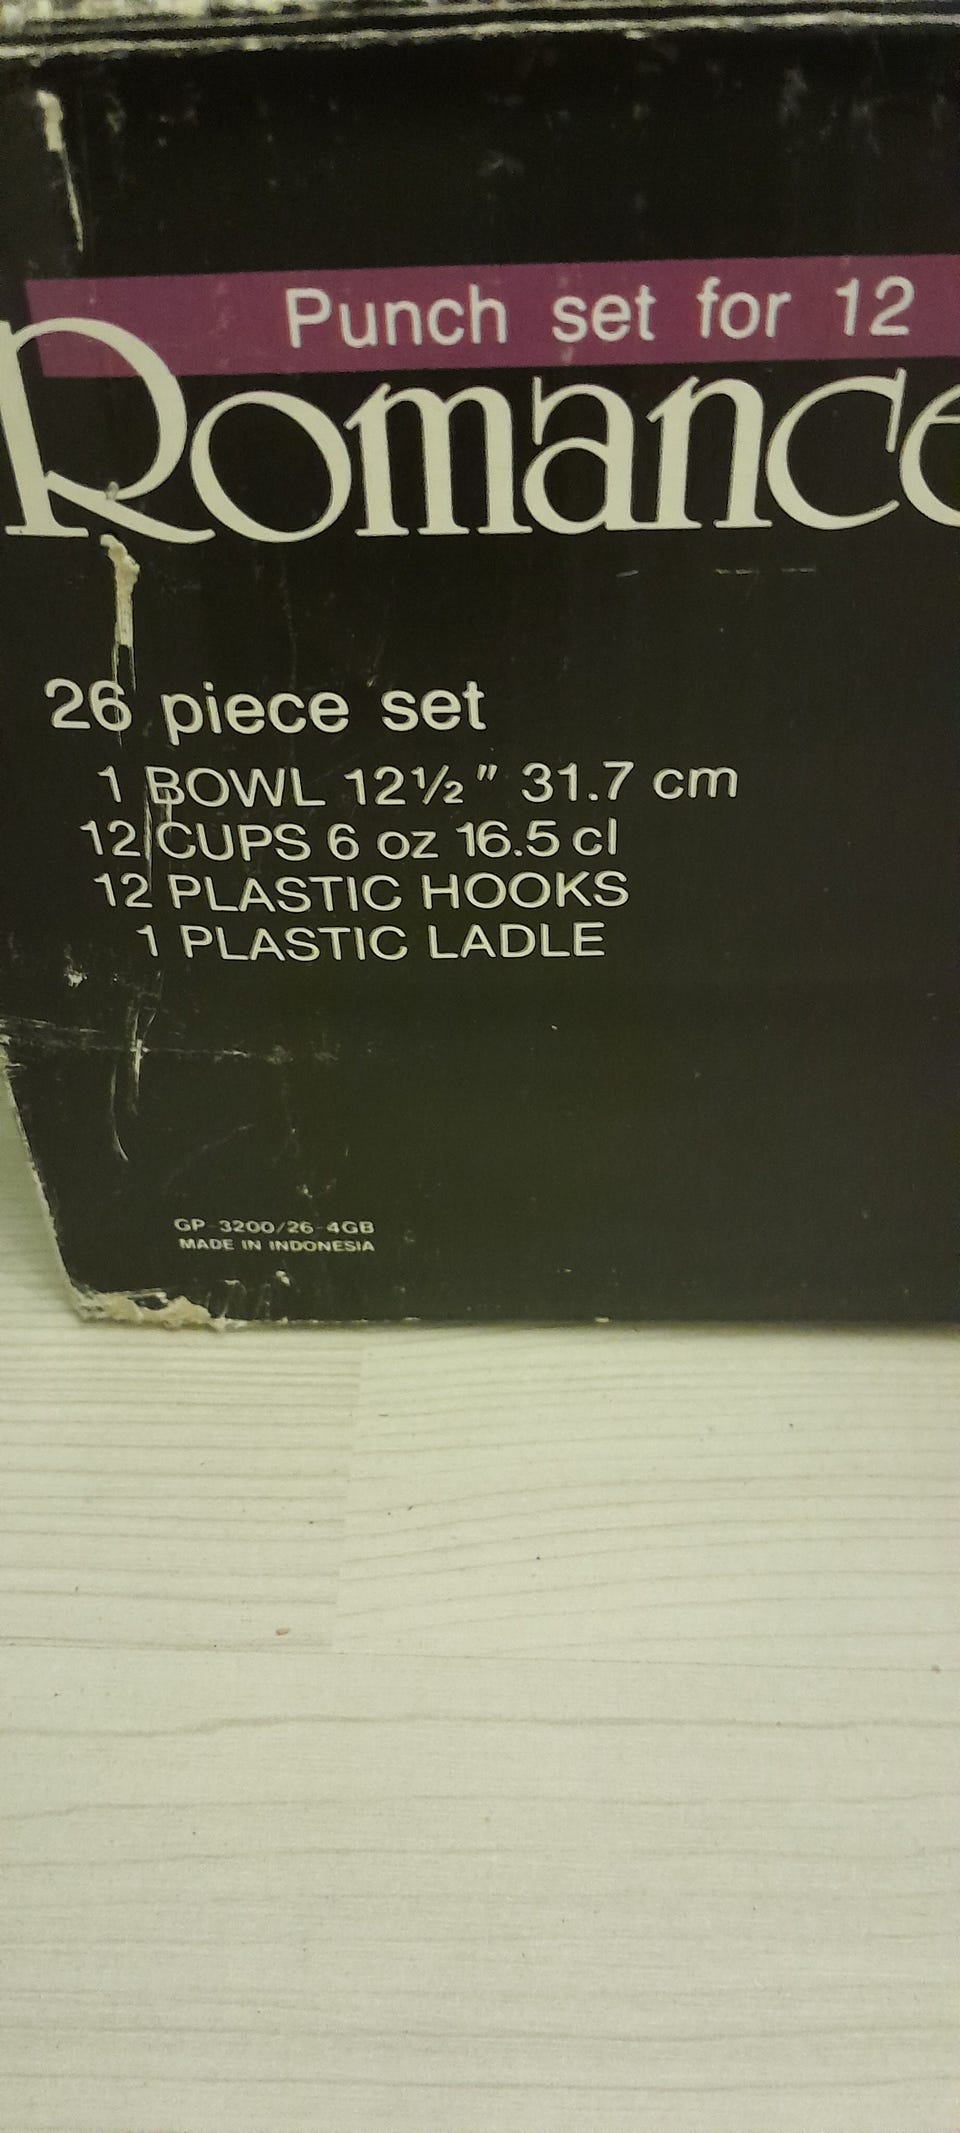 Punch set for 12
Romance
26 piece set
1 BOWL 12½" 31.7 cm
12 CUPS 6 oz 16.5 cl
12 PLASTIC HOOKS
1 PLASTIC LADLE
GP-3200/26-4GB
MADE IN INDONESIA